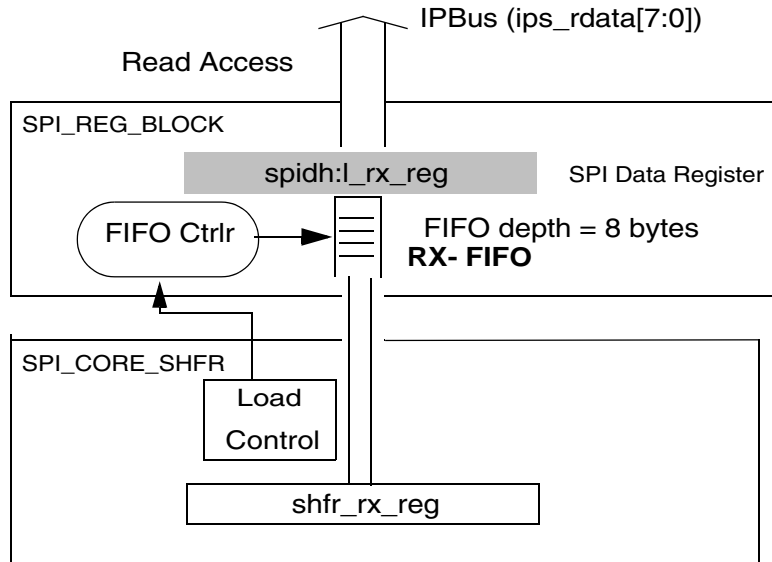 IPBus (ips_rdata[7:0])
Read Access
SPI_REG_BLOCK
spidh:l_rx_reg
SPI Data Register
FIFO Ctrlr
FIFO depth = 8 bytes
RX- FIFO
SPI_CORE_SHFR
Load
Control
shfr_rx_reg